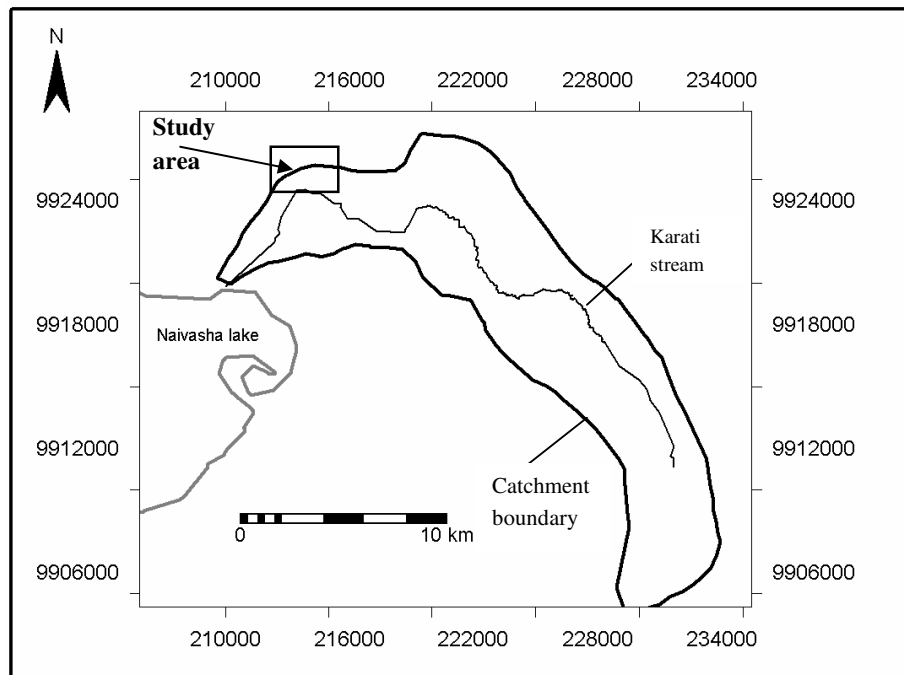 N
210000 216000 222000 228000 234000
Study
area
9924000 9924000
Karati
stream
9918000 9918000
Naivasha lake
9912000 9912000
Catchment
boundary
0 10 km
9906000 9906000
210000 216000 222000 228000 234000